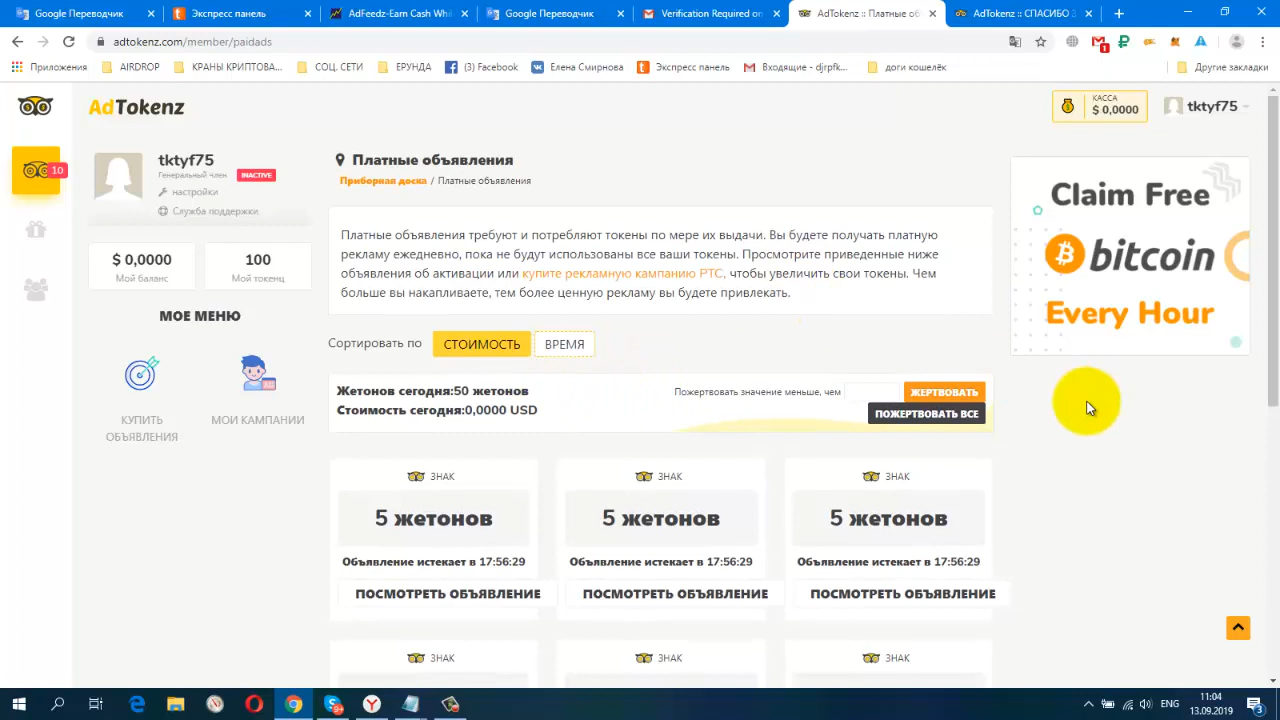 Экспресс-панель
Экспресс панель
AdFeedz-Earn Cash Whi
Google Переводчик
Verification Required on
AdTokenz :: Платные об
AdTokenz :: СПАСИБО З
adtokenz.com/member/paidads
Приложения
AIRDROP
КРАНЫ КРИПТОВА...
СОЦ. СЕТИ
ЕРУНДА
(3) Facebook
Елена Смирнова
Экспресс панель
Входящие - djrpfk...
доги кошелёк
Другие закладки
AdTokenz
КАССА
$ 0,0000
tktyf75
10
tktyf75
Генеральный член INACTIVE
настройки
Служба поддержки
$ 0,0000
Мой баланс
100
Мой токенц
МОЕ МЕНЮ
КУПИТЬ
ОБЪЯВЛЕНИЯ
МОИ КАМПАНИИ
Платные объявления
Приборная доска / Платные объявления
Платные объявления требуют и потребляют токены по мере их выдачи. Вы будете получать платную
рекламу ежедневно, пока не будут использованы все ваши токены. Просмотрите приведенные ниже
объявления об активации или купите рекламную кампанию PTC, чтобы увеличить свои токены. Чем
больше вы накапливаете, тем более ценную рекламу вы будете привлекать.
Сортировать по СТОИМОСТЬ ВРЕМЯ
Жетонов сегодня:50 жетонов
Стоимость сегодня:0,0000 USD
Пожертвовать значение меньше, чем ЖЕРТВОВАТЬ
ПОЖЕРТВОВАТЬ ВСЕ
ЗНАК
5 жетонов
Объявление истекает в 17:56:29
ПОСМОТРЕТЬ ОБЪЯВЛЕНИЕ
ЗНАК
5 жетонов
Объявление истекает в 17:56:29
ПОСМОТРЕТЬ ОБЪЯВЛЕНИЕ
ЗНАК
5 жетонов
Объявление истекает в 17:56:29
ПОСМОТРЕТЬ ОБЪЯВЛЕНИЕ
ЗНАК
ЗНАК
ЗНАК
Claim Free
bitcoin
Every Hour
ENG
11:04
13.09.2019
3